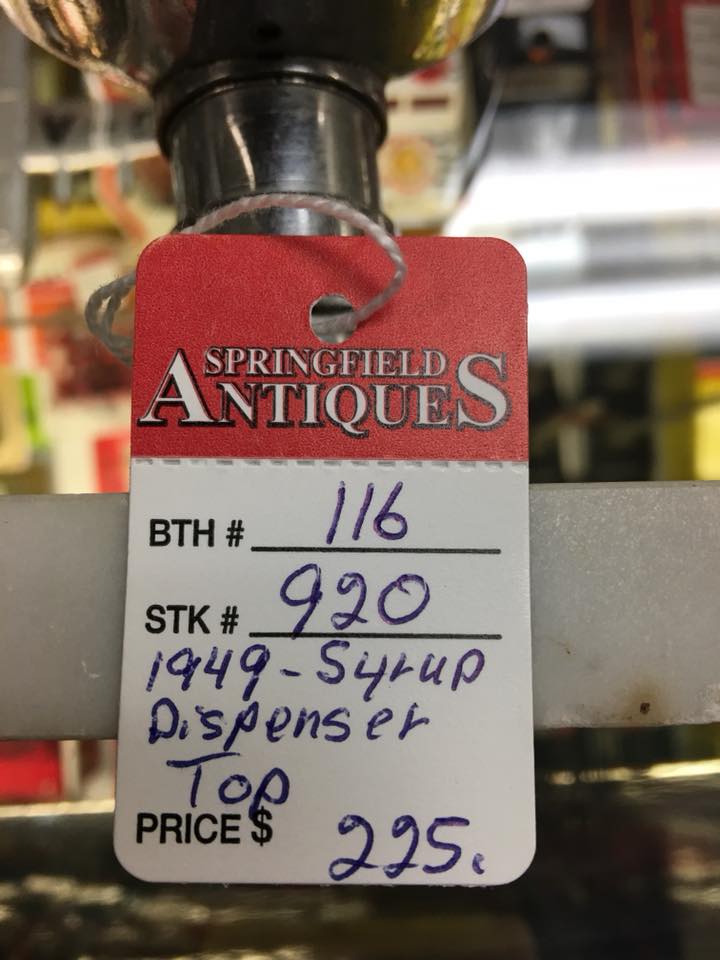 SPRINGFIELD
ANTIQUES
BTH # 116
STK # 920
1949-Syrup
Dispenser
Top
PRICE $ 225.